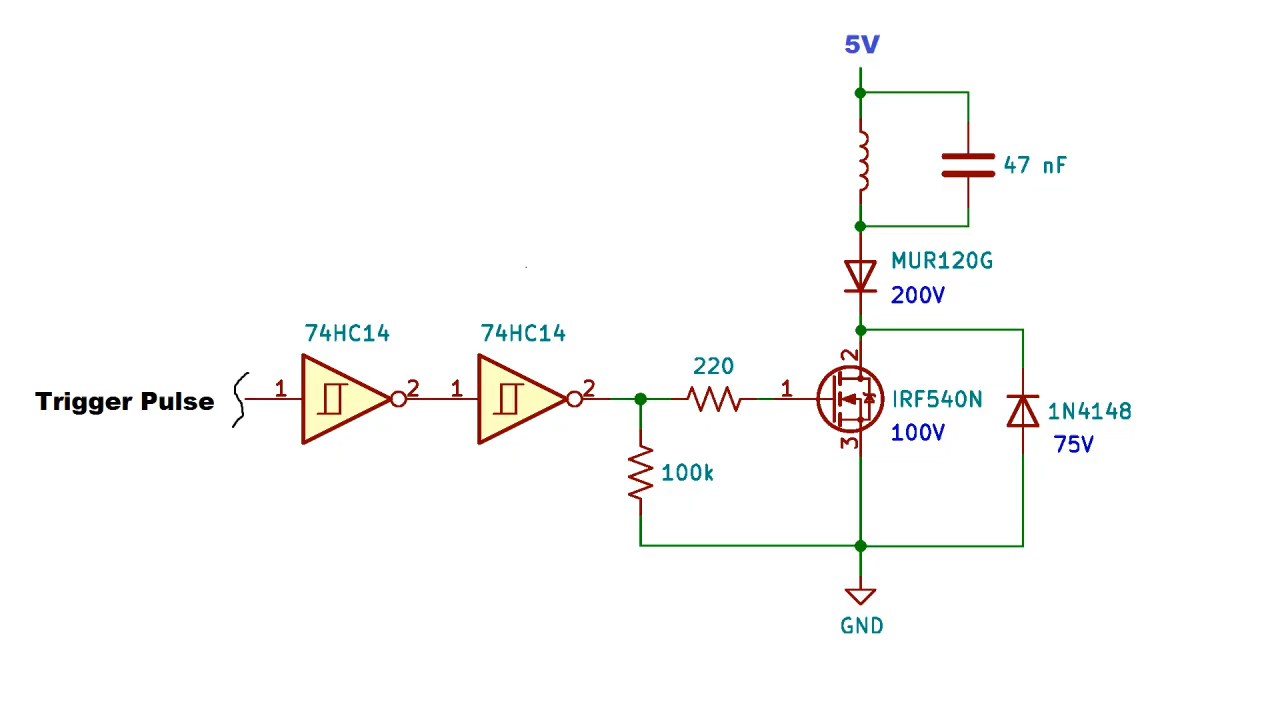 5V
47 nF
MUR120G
200V
74HC14
74HC14
220
2
Trigger Pulse
1
2
1
2
1
IRF540N
100V
3
1N4148
75V
100k
GND